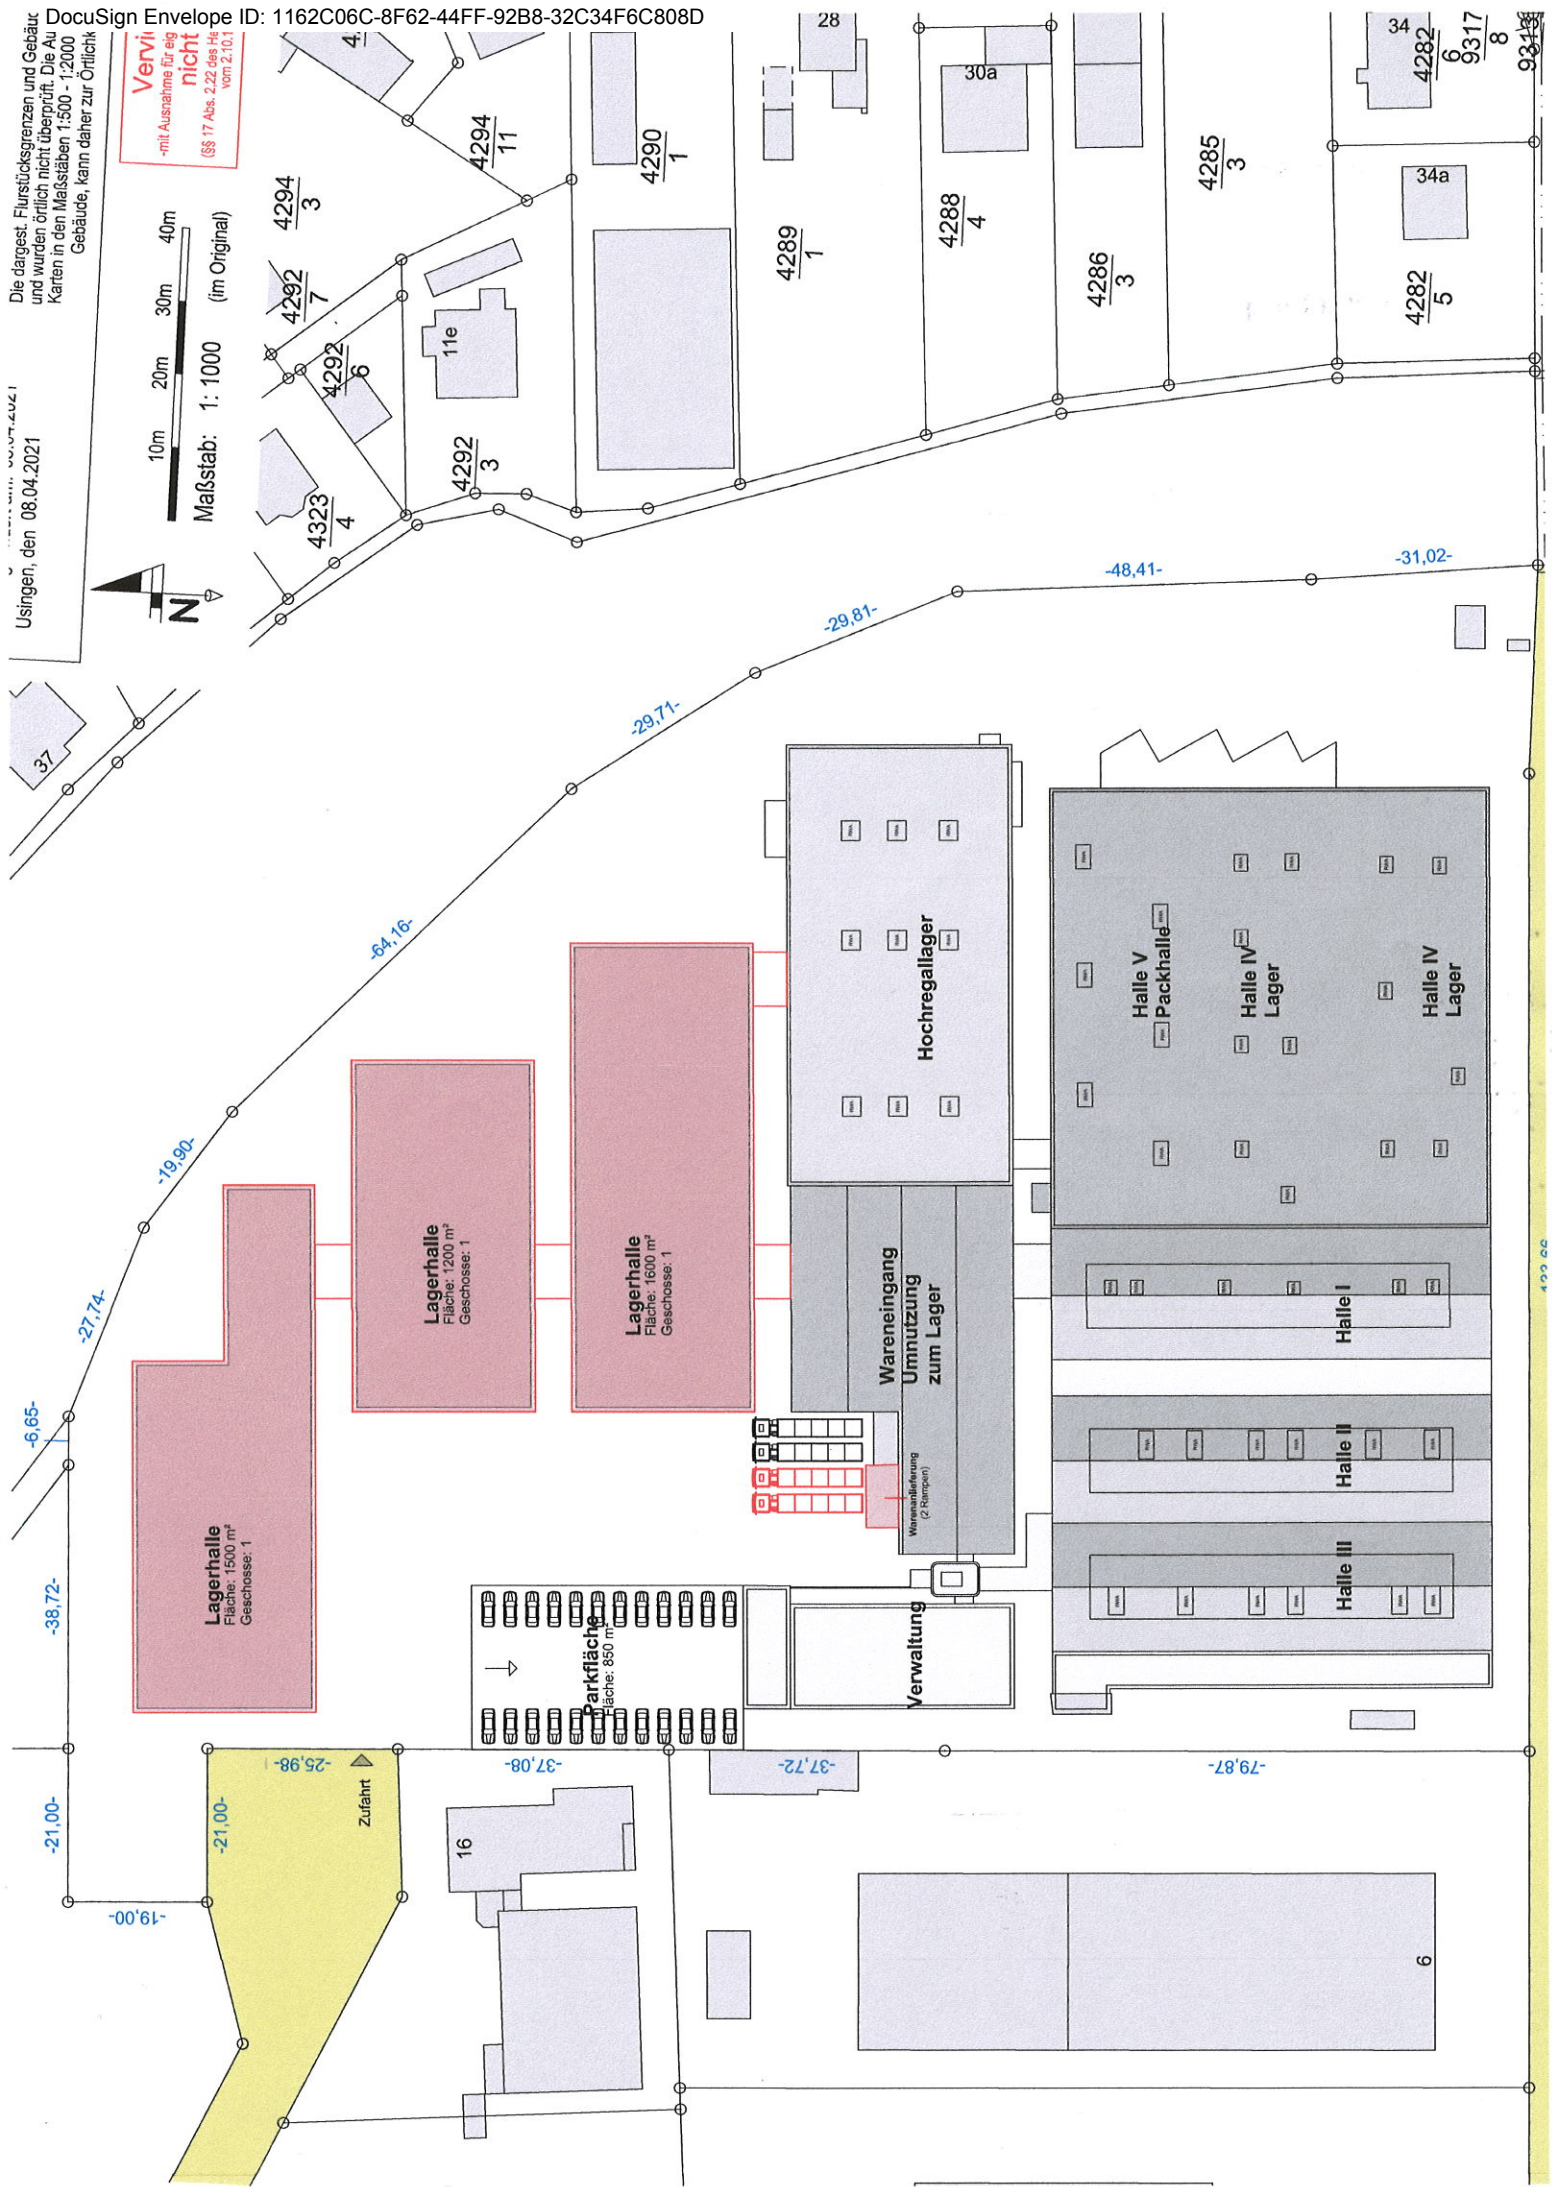 DocuSign Envelope ID: 1162C06C-8F62-44FF-92B8-32C34F6C808D
Die dargest. Flurstücksgrenzen und
und wurden örtlich nicht überprüft. Die
Karten in den Maßstäben 1:500 - 1:2000
Gebäude, kann daher zur
-mit Ausnahme für
nicht
(§§ 17 Abs. 2,22 des
vom 2.10.1
Usingen, den 08.04.2021
10m 20m 30m 40m
Maßstab: 1: 1000 (im Original)
N
4294
3
4294
11
4290
1
28
30a
34
4282
6
9317
8
4292
7
4292
6
11e
4292
3
4323
4
4289
1
4288
4
4286
3
4285
3
34a
4282
5
37
-31,02-
-48,41-
-29,81-
-29,71-
-64,16-
-19,90-
-27,74-
-6,65-
-38,72-
-21,00-
-19,00-
-21,00-
-25,98-
-37,08-
-37,72-
-79,87-
Zufahrt
Lagerhalle
Fläche: 1500 m²
Geschosse: 1
Lagerhalle
Fläche: 1200 m²
Geschosse: 1
Lagerhalle
Fläche: 1600 m²
Geschosse: 1
Hochregallager
Wareneingang
Umnutzung
zum Lager
Warenanlieferung
(2 Rampen)
Parkfläche
Fläche: 850 m²
Verwaltung
Halle V
Packhalle
Halle IV
Lager
Halle IV
Lager
Halle I
Halle II
Halle III
16
6